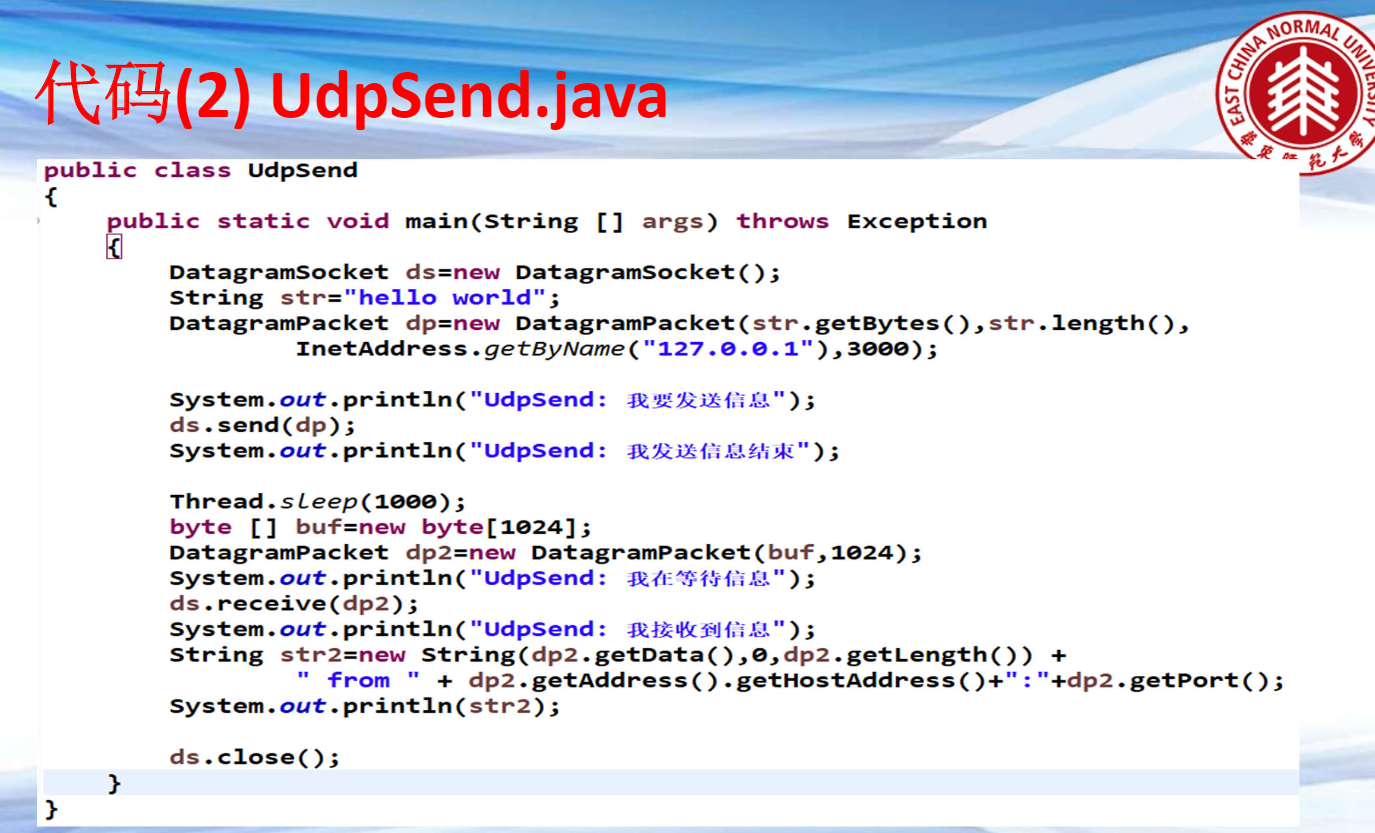 代码(2) UdpSend.java
EAST CHINA NORMAL UNIVERSITY
華東师范大学
public class UdpSend
{
    public static void main(String [] args) throws Exception
    {
        DatagramSocket ds=new DatagramSocket();
        String str="hello world";
        DatagramPacket dp=new DatagramPacket(str.getBytes(),str.length(),
                InetAddress.getByName("127.0.0.1"),3000);
        System.out.println("UdpSend: 我要发送信息");
        ds.send(dp);
        System.out.println("UdpSend: 我发送信息结束");
        Thread.sleep(1000);
        byte [] buf=new byte[1024];
        DatagramPacket dp2=new DatagramPacket(buf,1024);
        System.out.println("UdpSend: 我在等待信息");
        ds.receive(dp2);
        System.out.println("UdpSend: 我接收到信息");
        String str2=new String(dp2.getData(),0,dp2.getLength()) +
                " from " + dp2.getAddress().getHostAddress()+":"+dp2.getPort();
        System.out.println(str2);
        ds.close();
    }
}